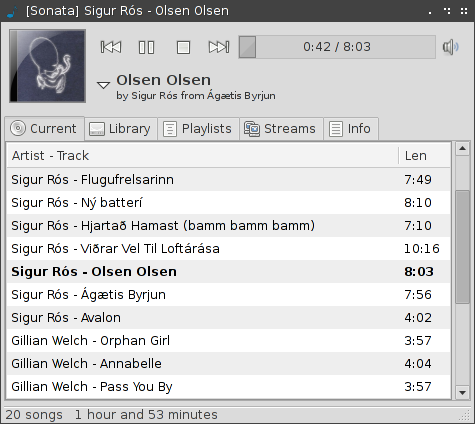 [Sonata] Sigur Rós - Olsen Olsen
0:42 / 8:03
Olsen Olsen
by Sigur Rós from Ágætis Byrjun
Current Library Playlists Streams Info
Artist - Track Len
Sigur Rós - Flugufrelsarinn 7:49
Sigur Rós - Ný batterí 8:10
Sigur Rós - Hjartað Hamast (bamm bamm bamm) 7:10
Sigur Rós - Viðrar Vel Til Loftárása 10:16
Sigur Rós - Olsen Olsen 8:03
Sigur Rós - Ágætis Byrjun 7:56
Sigur Rós - Avalon 4:02
Gillian Welch - Orphan Girl 3:57
Gillian Welch - Annabelle 4:04
Gillian Welch - Pass You By 3:57
20 songs 1 hour and 53 minutes